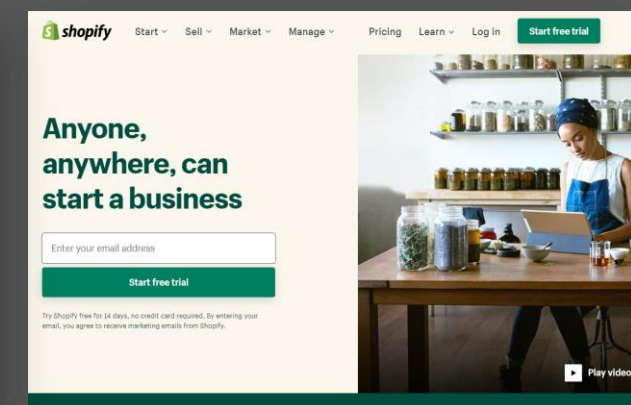 shopify Start Sell Market Manage Pricing Learn Log in Start free trial
Anyone,
anywhere, can
start a business
Enter your email address
Start free trial
Try Shopify free for 14 days, no credit card required. By entering your
email, you agree to receive marketing emails from Shopify.
Play video